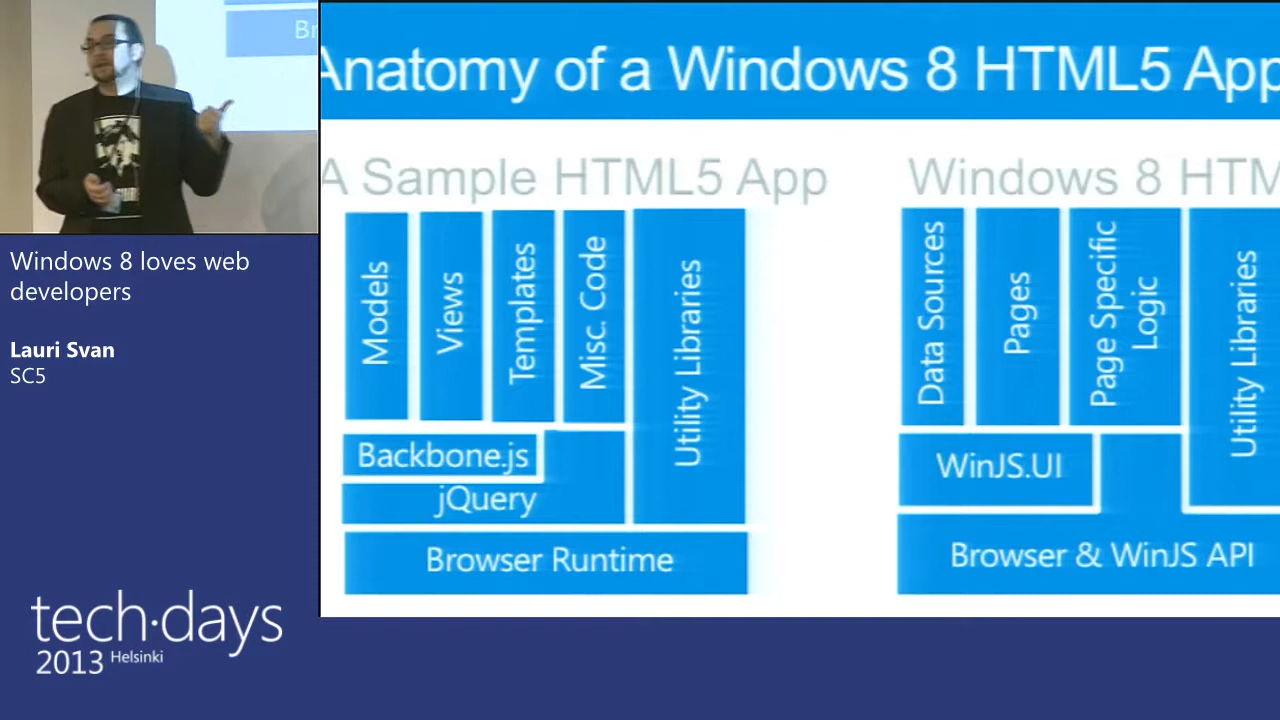 Br
Anatomy of a Windows 8 HTML5 App
A Sample HTML5 App
Windows 8 HTM
Models
Views
Templates
Misc. Code
Utility Libraries
Backbone.js
jQuery
Browser Runtime
Data Sources
Pages
Page Specific
Logic
Utility Libraries
WinJS.UI
Browser & WinJS API
Windows 8 loves web
developers
Lauri Svan
SC5
tech·days
2013 Helsinki